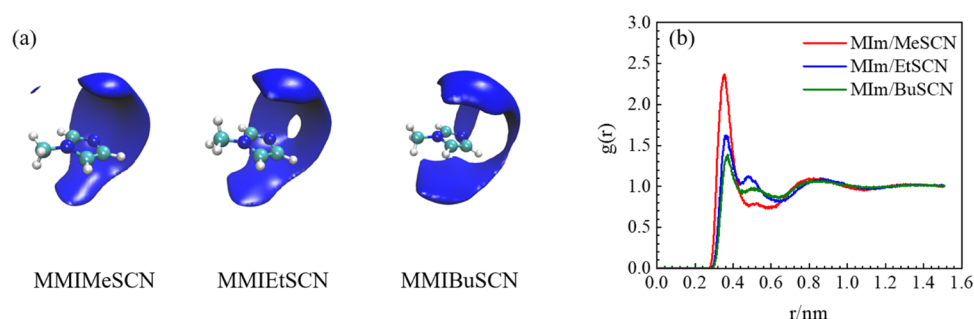 (a)
MMIMeSCN
MMIEtSCN
MMIBuSCN
(b)
MIm/MeSCN
MIm/EtSCN
MIm/BuSCN
g(r)
3.0
2.5
2.0
1.5
1.0
0.5
0.0
0.0 0.2 0.4 0.6 0.8 1.0 1.2 1.4 1.6
r/nm